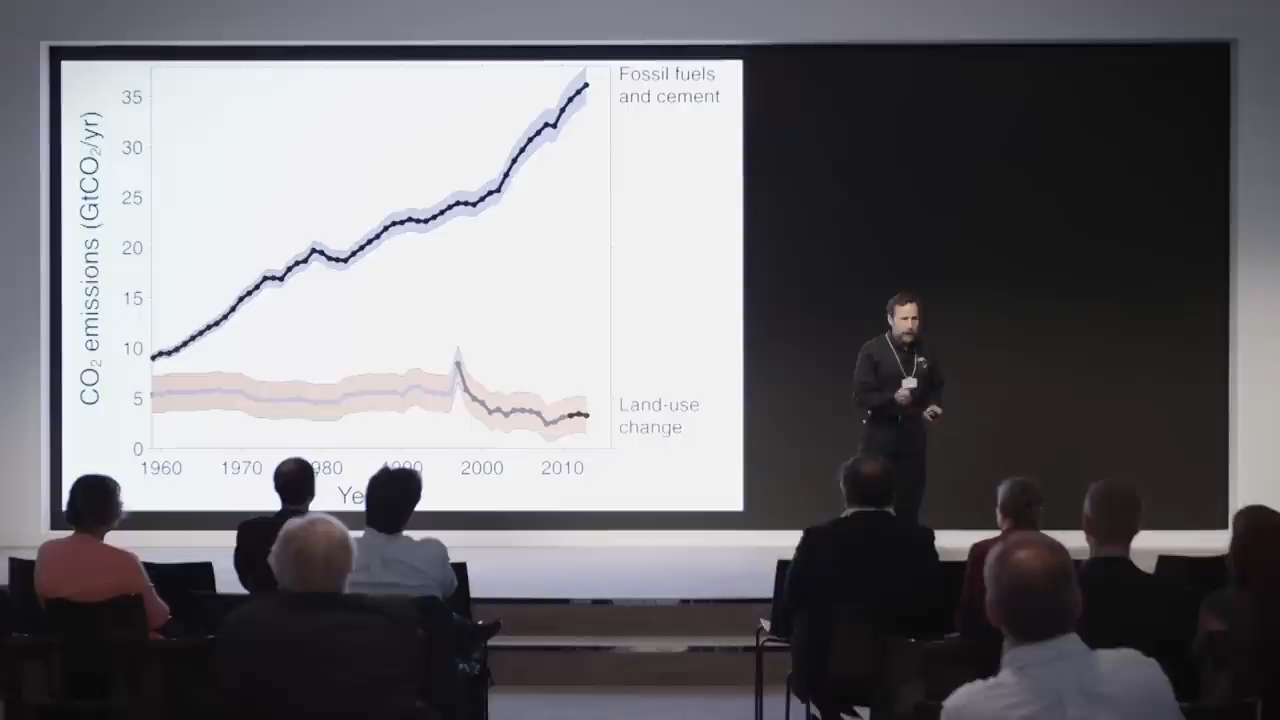 Fossil fuels
and cement
CO₂ emissions (GtCO₂/yr)
35
30
25
20
15
10
5
0
Land-use
change
1960
1970
2000
2010